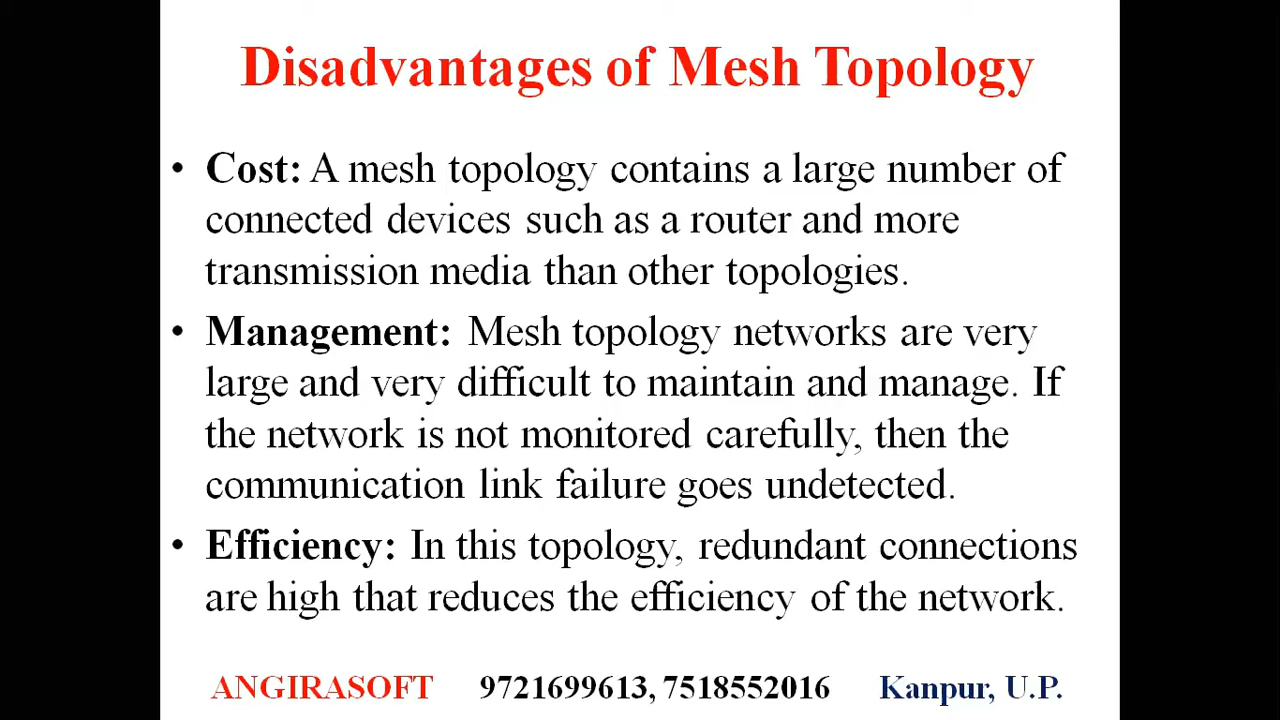 Disadvantages of Mesh Topology
• Cost: A mesh topology contains a large number of
connected devices such as a router and more
transmission media than other topologies.
• Management: Mesh topology networks are very
large and very difficult to maintain and manage. If
the network is not monitored carefully, then the
communication link failure goes undetected.
• Efficiency: In this topology, redundant connections
are high that reduces the efficiency of the network.
ANGIRASOFT 9721699613, 7518552016 Kanpur, U.P.